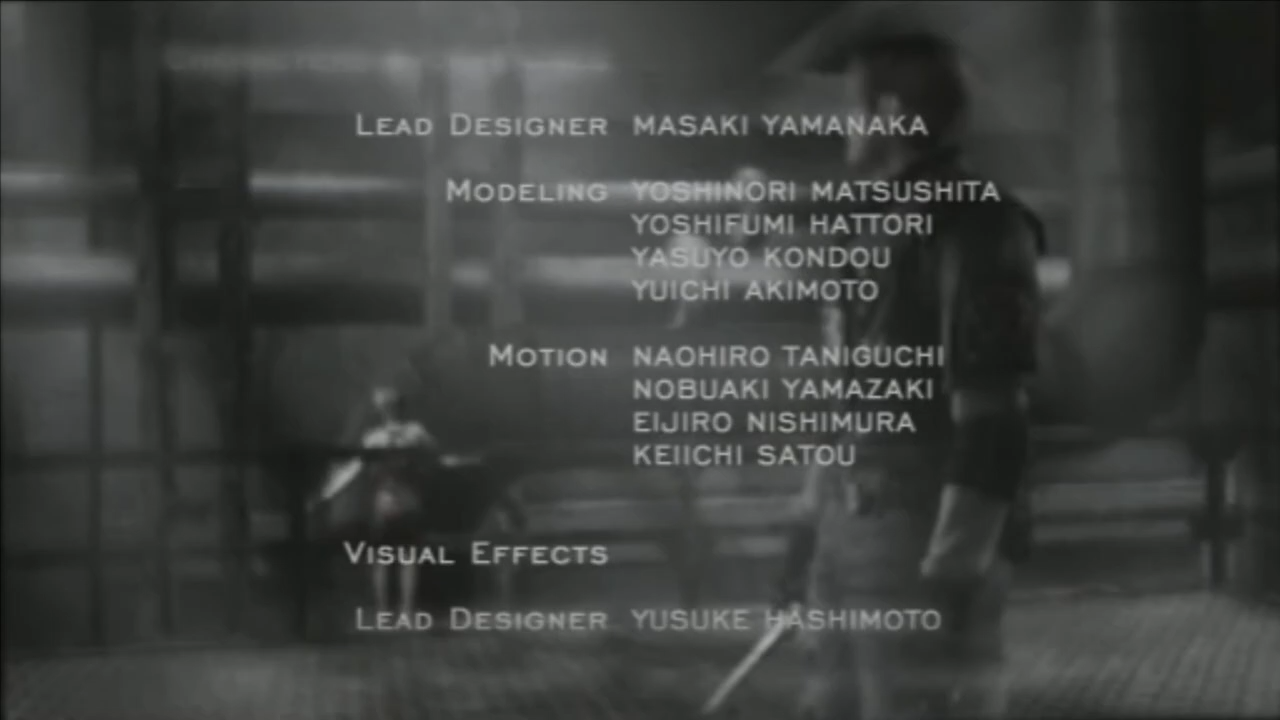 LEAD DESIGNER MASAKI YAMANAKA
MODELING YOSHINORI MATSUSHITA
YOSHIFUMI HATTORI
YASUYO KONDOU
YUICHI AKIMOTO
MOTION NAOHIRO TANIGUCHI
NOBUAKI YAMAZAKI
EIJIRO NISHIMURA
KEIICHI SATOU
VISUAL EFFECTS
LEAD DESIGNER YUSUKE HASHIMOTO